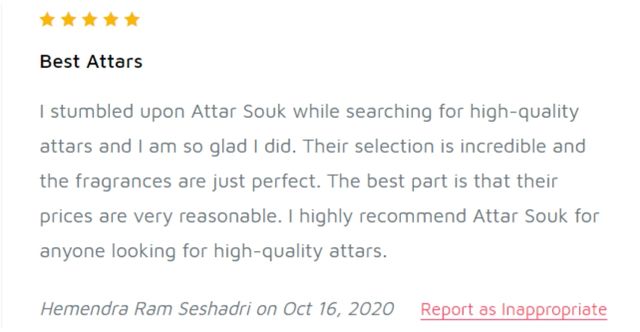 Best Attars
I stumbled upon Attar Souk while searching for high-quality
attars and I am so glad I did. Their selection is incredible and
the fragrances are just perfect. The best part is that their
prices are very reasonable. I highly recommend Attar Souk for
anyone looking for high-quality attars.
Hemendra Ram Seshadri on Oct 16, 2020 Report as Inappropriate